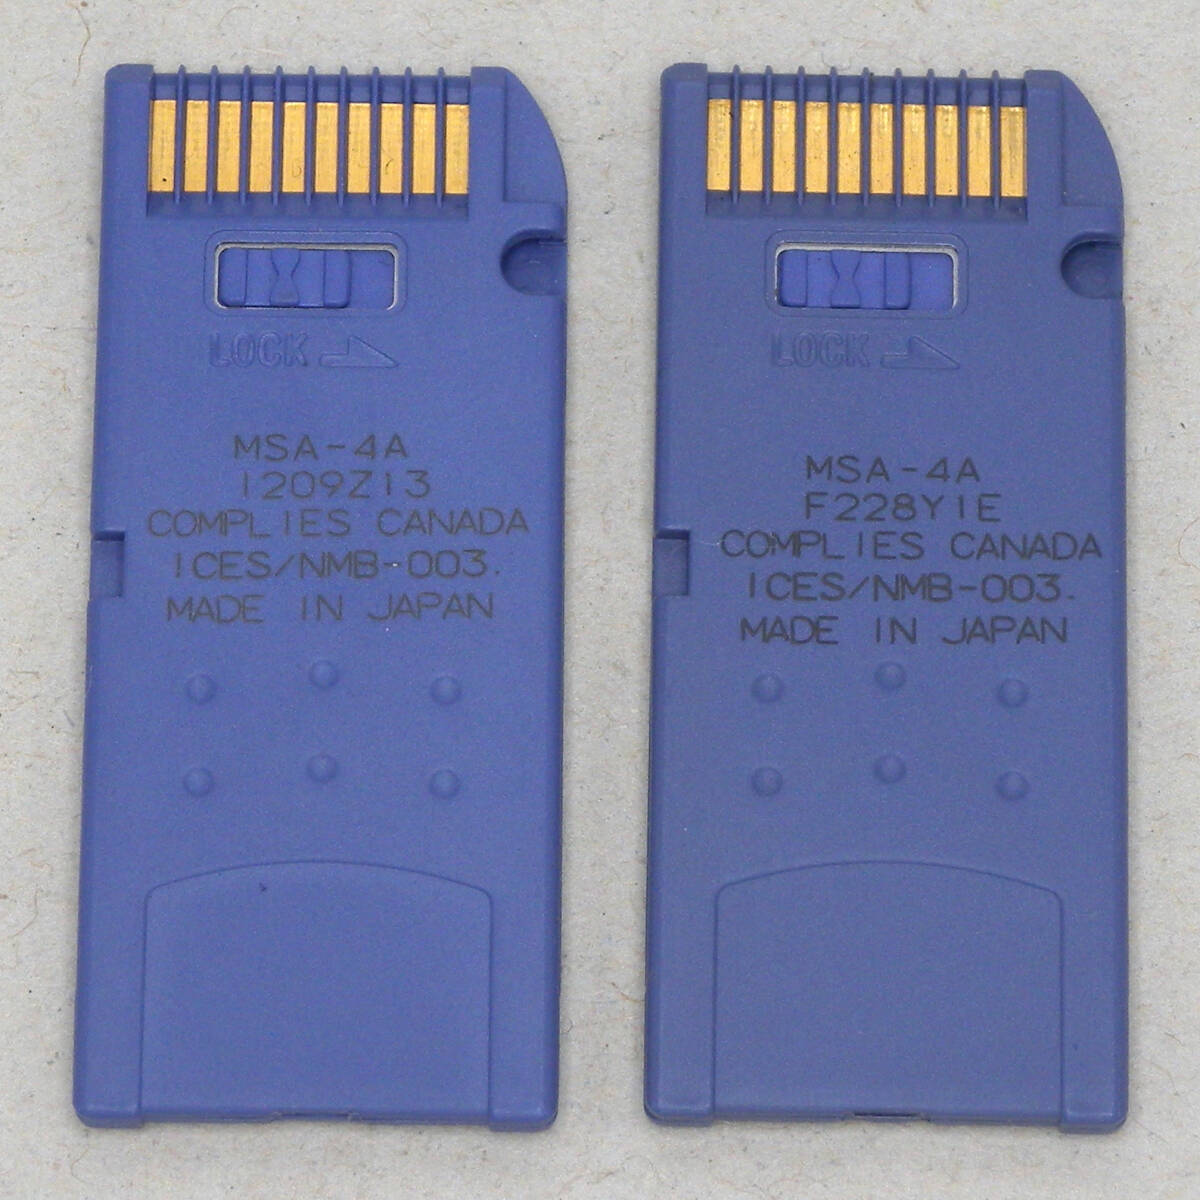 LOCK
MSA-4A
1209Z13
COMPLIES CANADA
ICES/NMB-003.
MADE IN JAPAN
LOCK
MSA-4A
F228Y1E
COMPLIES CANADA
ICES/NMB-003.
MADE IN JAPAN